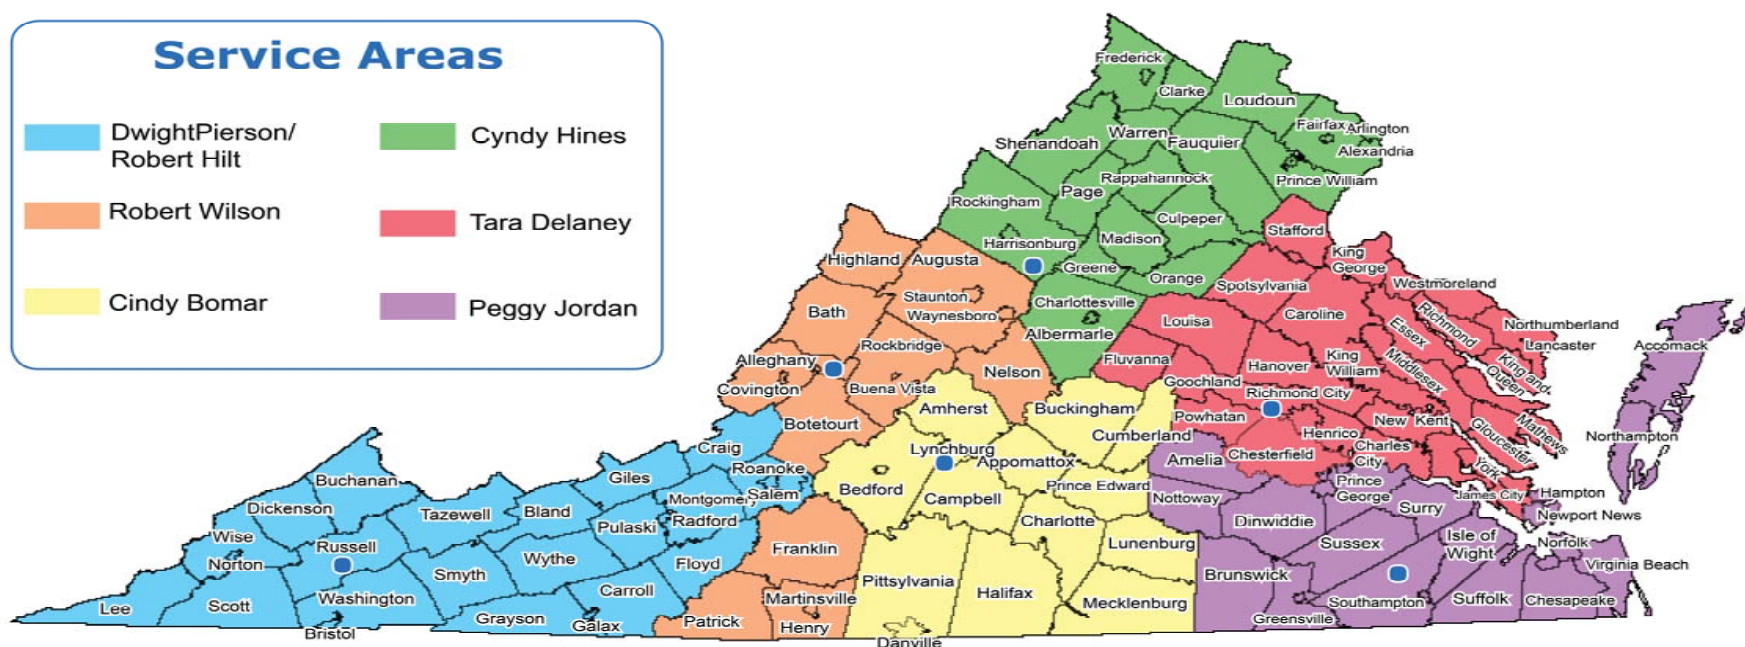 Service Areas
DwightPierson/
Robert Hilt
Cyndy Hines
Robert Wilson
Tara Delaney
Cindy Bomar
Peggy Jordan
Frederick
Clarke
Loudoun
Fairfax
Arlington
Alexandria
Warren
Fauquier
Shenandoah
Rappahannock
Prince William
Page
Rockingham
Culpeper
Stafford
Madison
Harrisonburg
King
George
Highland
Augusta
Greene
Orange
Spotsylvania
Westmoreland
Staunton
Charlottesville
Bath
Waynesboro
Caroline
Richmond
Louisa
Essex
Northumberland
Albermarle
Rockbridge
Lancaster
Accomack
Alleghany
Fluvanna
Hanover
King
William
Middlesex
King and
Queen
Covington
Buena Vista
Nelson
Goochland
Richmond City
Amherst
Buckingham
Powhatan
New Kent
Mathews
Botetourt
Cumberland
Henrico
Gloucester
Northampton
Craig
Lynchburg
Chesterfield
Charles
City
Appomattox
Amelia
York
Roanoke
Giles
Buchanan
Salem
Bedford
Prince Edward
Prince
George
James City
Hampton
Montgomery
Campbell
Nottoway
Dickenson
Tazewell
Bland
Surry
Newport News
Pulaski
Radford
Charlotte
Dinwiddie
Wise
Russell
Franklin
Lunenburg
Sussex
Isle of
Wight
Norfolk
Norton
Wythe
Floyd
Virginia Beach
Smyth
Pittsylvania
Brunswick
Carroll
Halifax
Lee
Scott
Washington
Martinsville
Mecklenburg
Southampton
Suffolk
Chesapeake
Grayson
Galax
Patrick
Henry
Greensville
Bristol
Danville